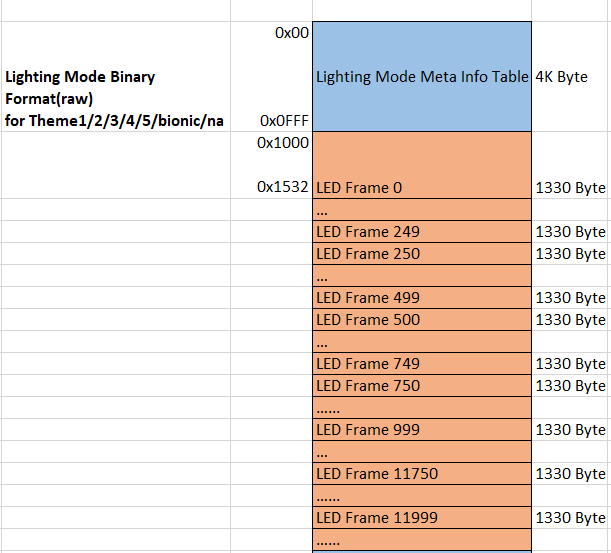 0x00
Lighting Mode Binary
Format(raw)
for Theme1/2/3/4/5/bionic/na
Lighting Mode Meta Info Table 4K Byte
0x0FFF
0x1000
0x1532 LED Frame 0 1330 Byte
...
LED Frame 249 1330 Byte
LED Frame 250 1330 Byte
...
LED Frame 499 1330 Byte
LED Frame 500 1330 Byte
...
LED Frame 749 1330 Byte
LED Frame 750 1330 Byte
......
LED Frame 999 1330 Byte
...
LED Frame 11750 1330 Byte
......
LED Frame 11999 1330 Byte
......